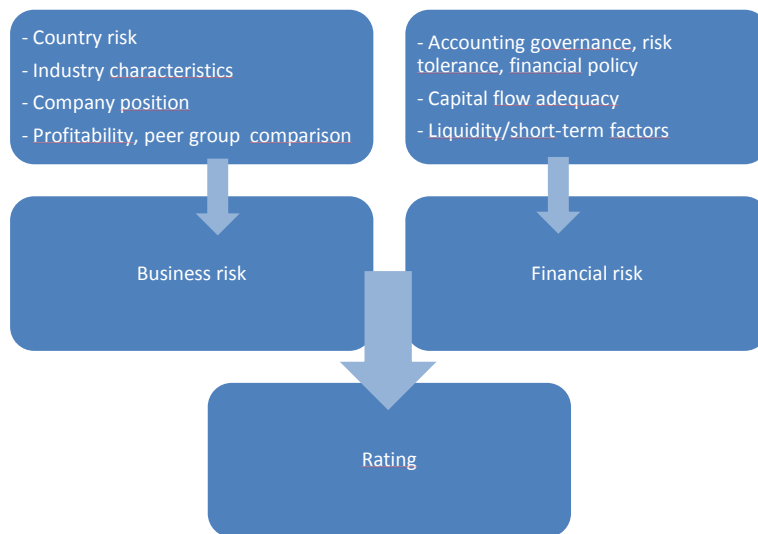 - Country risk
- Industry characteristics
- Company position
- Profitability, peer group comparison
- Accounting governance, risk
tolerance, financial policy
- Capital flow adequacy
- Liquidity/short-term factors
Business risk
Financial risk
Rating